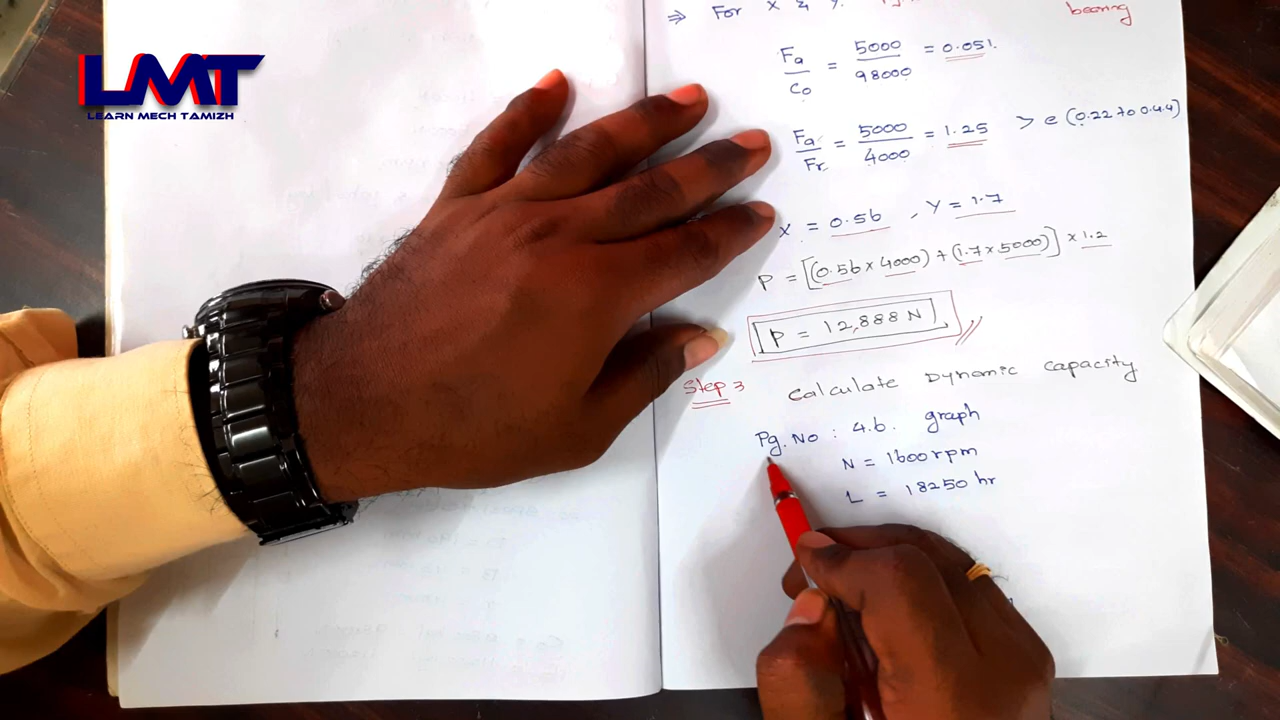 LMT
LEARN MECH TAMIZH
⇒ For X & Y.
bearing
Fa/Co = 5000/98000 = 0.051.
Fa/Fr = 5000/4000 = 1.25 > e (0.22 to 0.44)
X = 0.56 , Y = 1.7
P = [(0.56 × 4000) + (1.7 × 5000)] × 1.2
P = 12,888 N
Step 3 Calculate Dynamic Capacity
Pg. No : 4.6. graph
N = 1600 rpm
L = 18250 hr